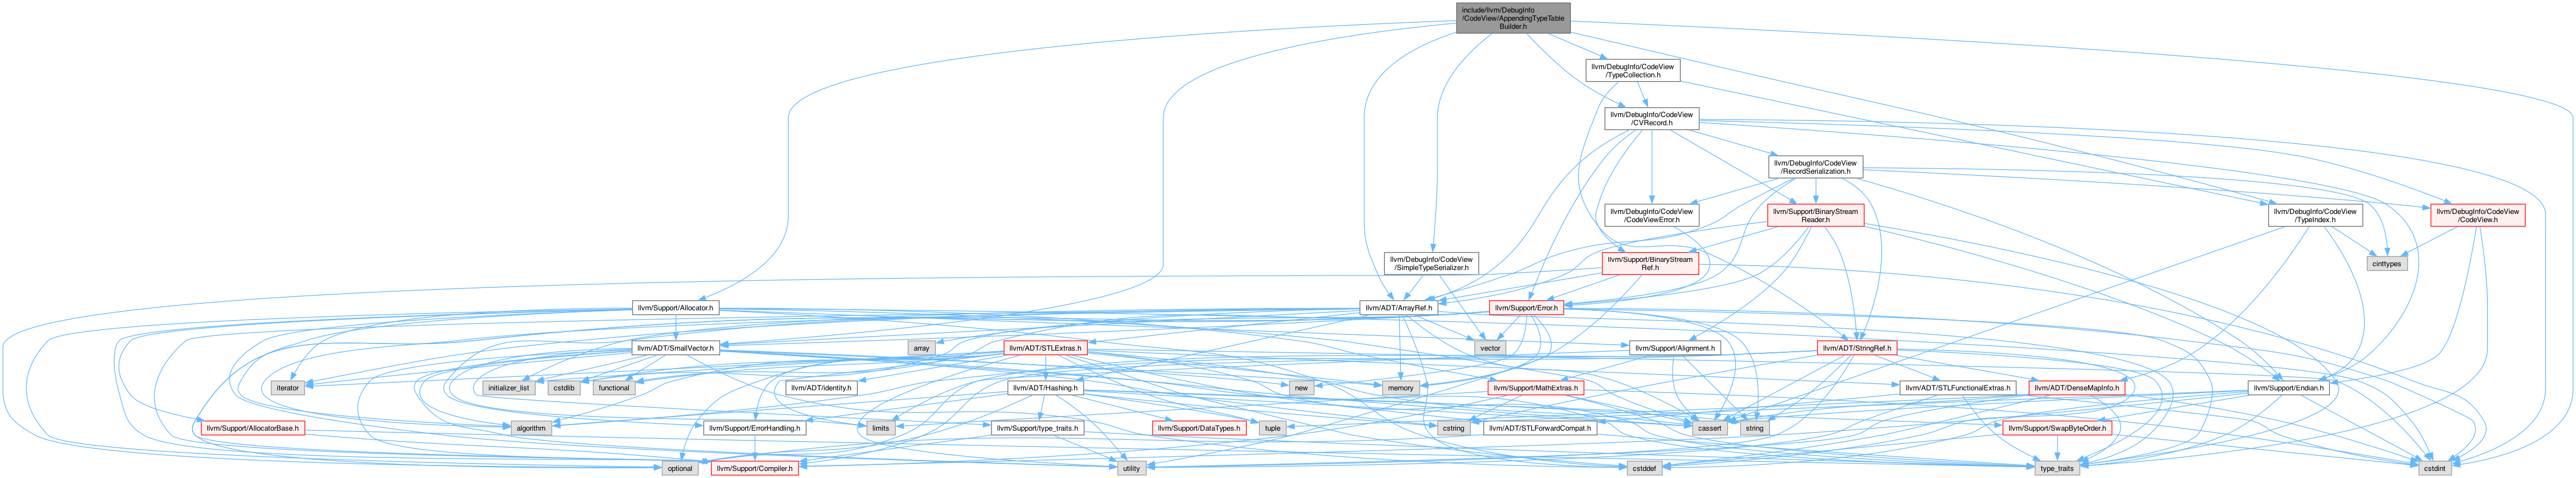 include/llvm/DebugInfo
/CodeView/AppendingTypeTable
Builder.h
llvm/DebugInfo/CodeView
/TypeCollection.h
llvm/DebugInfo/CodeView
/CVRecord.h
llvm/DebugInfo/CodeView
/RecordSerialization.h
llvm/DebugInfo/CodeView
/CodeViewError.h
llvm/Support/BinaryStream
Reader.h
llvm/DebugInfo/CodeView
/TypeIndex.h
llvm/DebugInfo/CodeView
/CodeView.h
llvm/DebugInfo/CodeView
/SimpleTypeSerializer.h
llvm/Support/BinaryStream
Ref.h
cinttypes
llvm/Support/Allocator.h
llvm/ADT/ArrayRef.h
llvm/Support/Error.h
llvm/ADT/SmallVector.h
array
llvm/ADT/STLExtras.h
vector
llvm/Support/Alignment.h
llvm/ADT/StringRef.h
iterator
initializer_list
cstdlib
functional
llvm/ADT/identity.h
llvm/ADT/Hashing.h
new
memory
llvm/Support/MathExtras.h
llvm/ADT/STLFunctionalExtras.h
llvm/ADT/DenseMapInfo.h
llvm/Support/Endian.h
llvm/Support/AllocatorBase.h
algorithm
llvm/Support/ErrorHandling.h
limits
llvm/Support/type_traits.h
llvm/Support/DataTypes.h
tuple
cstring
llvm/ADT/STLForwardCompat.h
cassert
string
llvm/Support/SwapByteOrder.h
optional
llvm/Support/Compiler.h
utility
cstddef
type_traits
cstdint